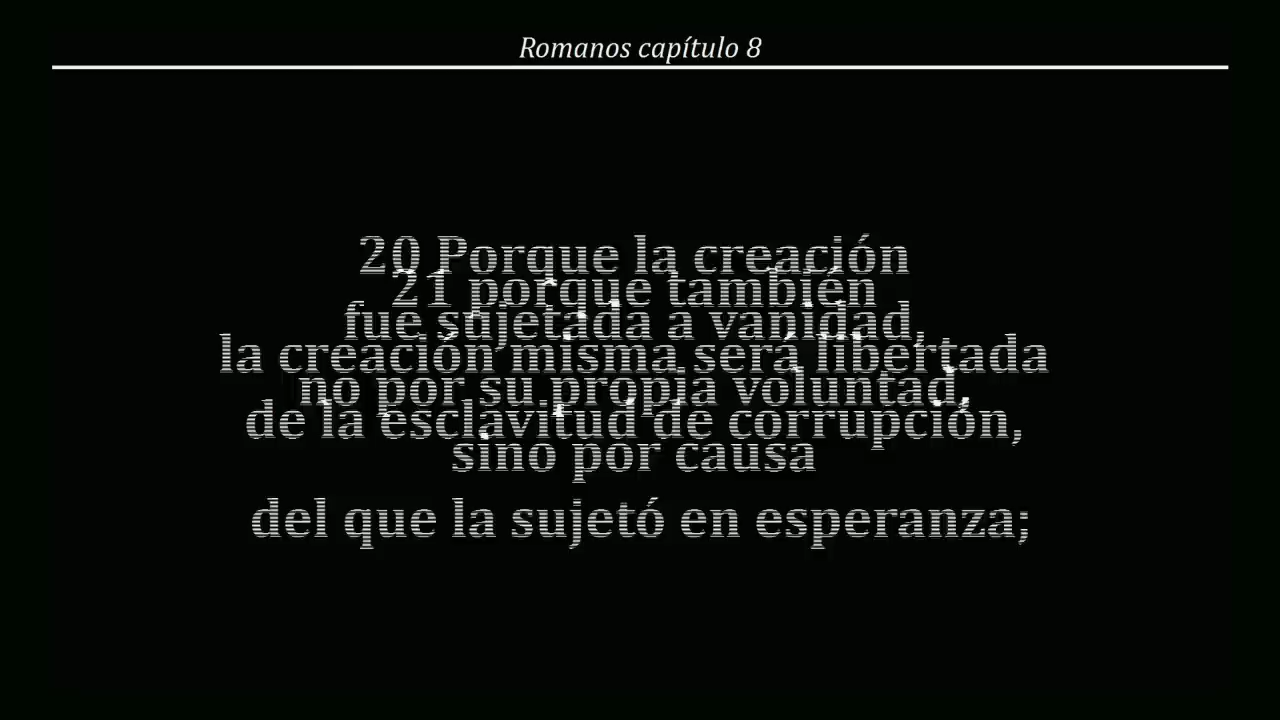 Romanos capítulo 8
20 Porque la creación
21 porque también
fue sujetada a vanidad,
la creación misma será libertada
no por su propia voluntad,
de la esclavitud de corrupción,
sino por causa
del que la sujetó en esperanza;